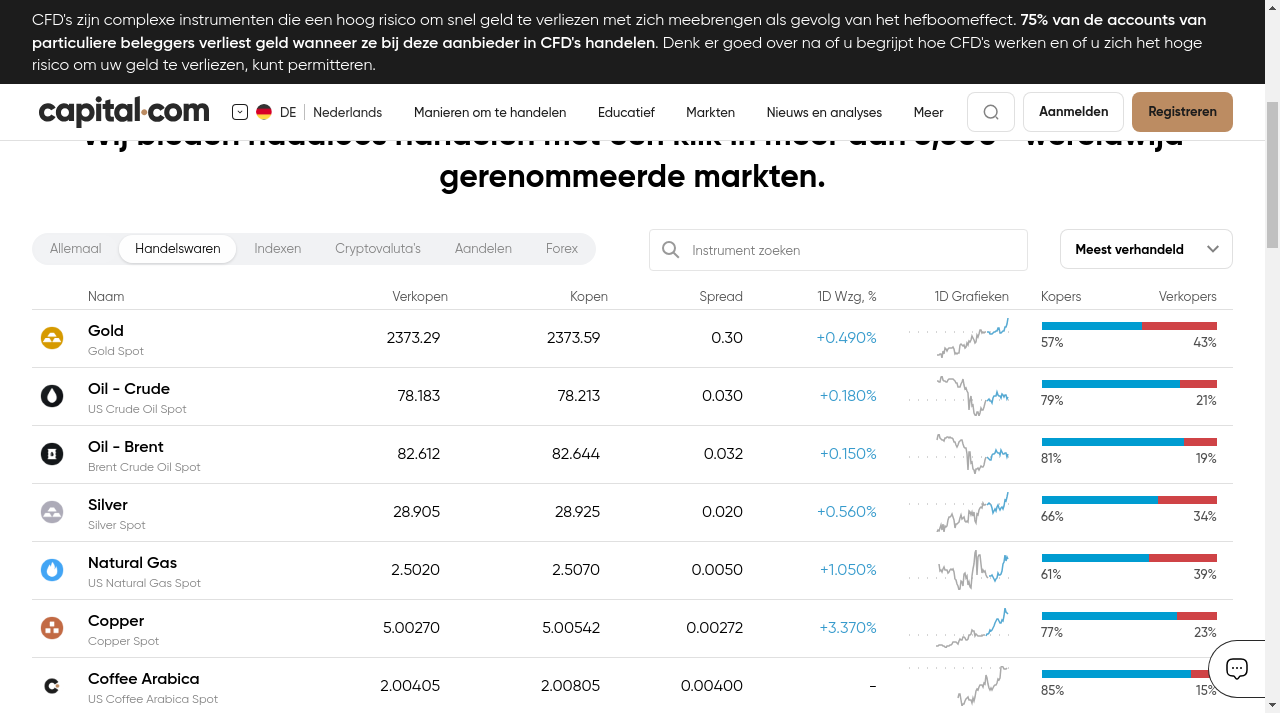 CFD's zijn complexe instrumenten die een hoog risico om snel geld te verliezen met zich meebrengen als gevolg van het hefboomeffect. 75% van de accounts van
particuliere beleggers verliest geld wanneer ze bij deze aanbieder in CFD's handelen. Denk er goed over na of u begrijpt hoe CFD's werken en of u zich het hoge
risico om uw geld te verliezen, kunt permitteren.
capital.com DE Nederlands Manieren om te handelen Educatief Markten Nieuws en analyses Meer Aanmelden Registreren
gerenommeerde markten.
Allemaal Handelswaren Indexen Cryptovaluta's Aandelen Forex Instrument zoeken Meest verhandeld
Naam Verkopen Kopen Spread 1D Wzg, % 1D Grafieken Kopers Verkopers
Gold 2373.29 2373.59 0.30 +0.490%
Gold Spot 57% 43%
Oil - Crude 78.183 78.213 0.030 +0.180%
US Crude Oil Spot 79% 21%
Oil - Brent 82.612 82.644 0.032 +0.150%
Brent Crude Oil Spot 81% 19%
Silver 28.905 28.925 0.020 +0.560%
Silver Spot 66% 34%
Natural Gas 2.5020 2.5070 0.0050 +1.050%
US Natural Gas Spot 61% 39%
Copper 5.00270 5.00542 0.00272 +3.370%
Copper Spot 77% 23%
Coffee Arabica 2.00405 2.00805 0.00400 -
US Coffee Arabica Spot 85% 15%